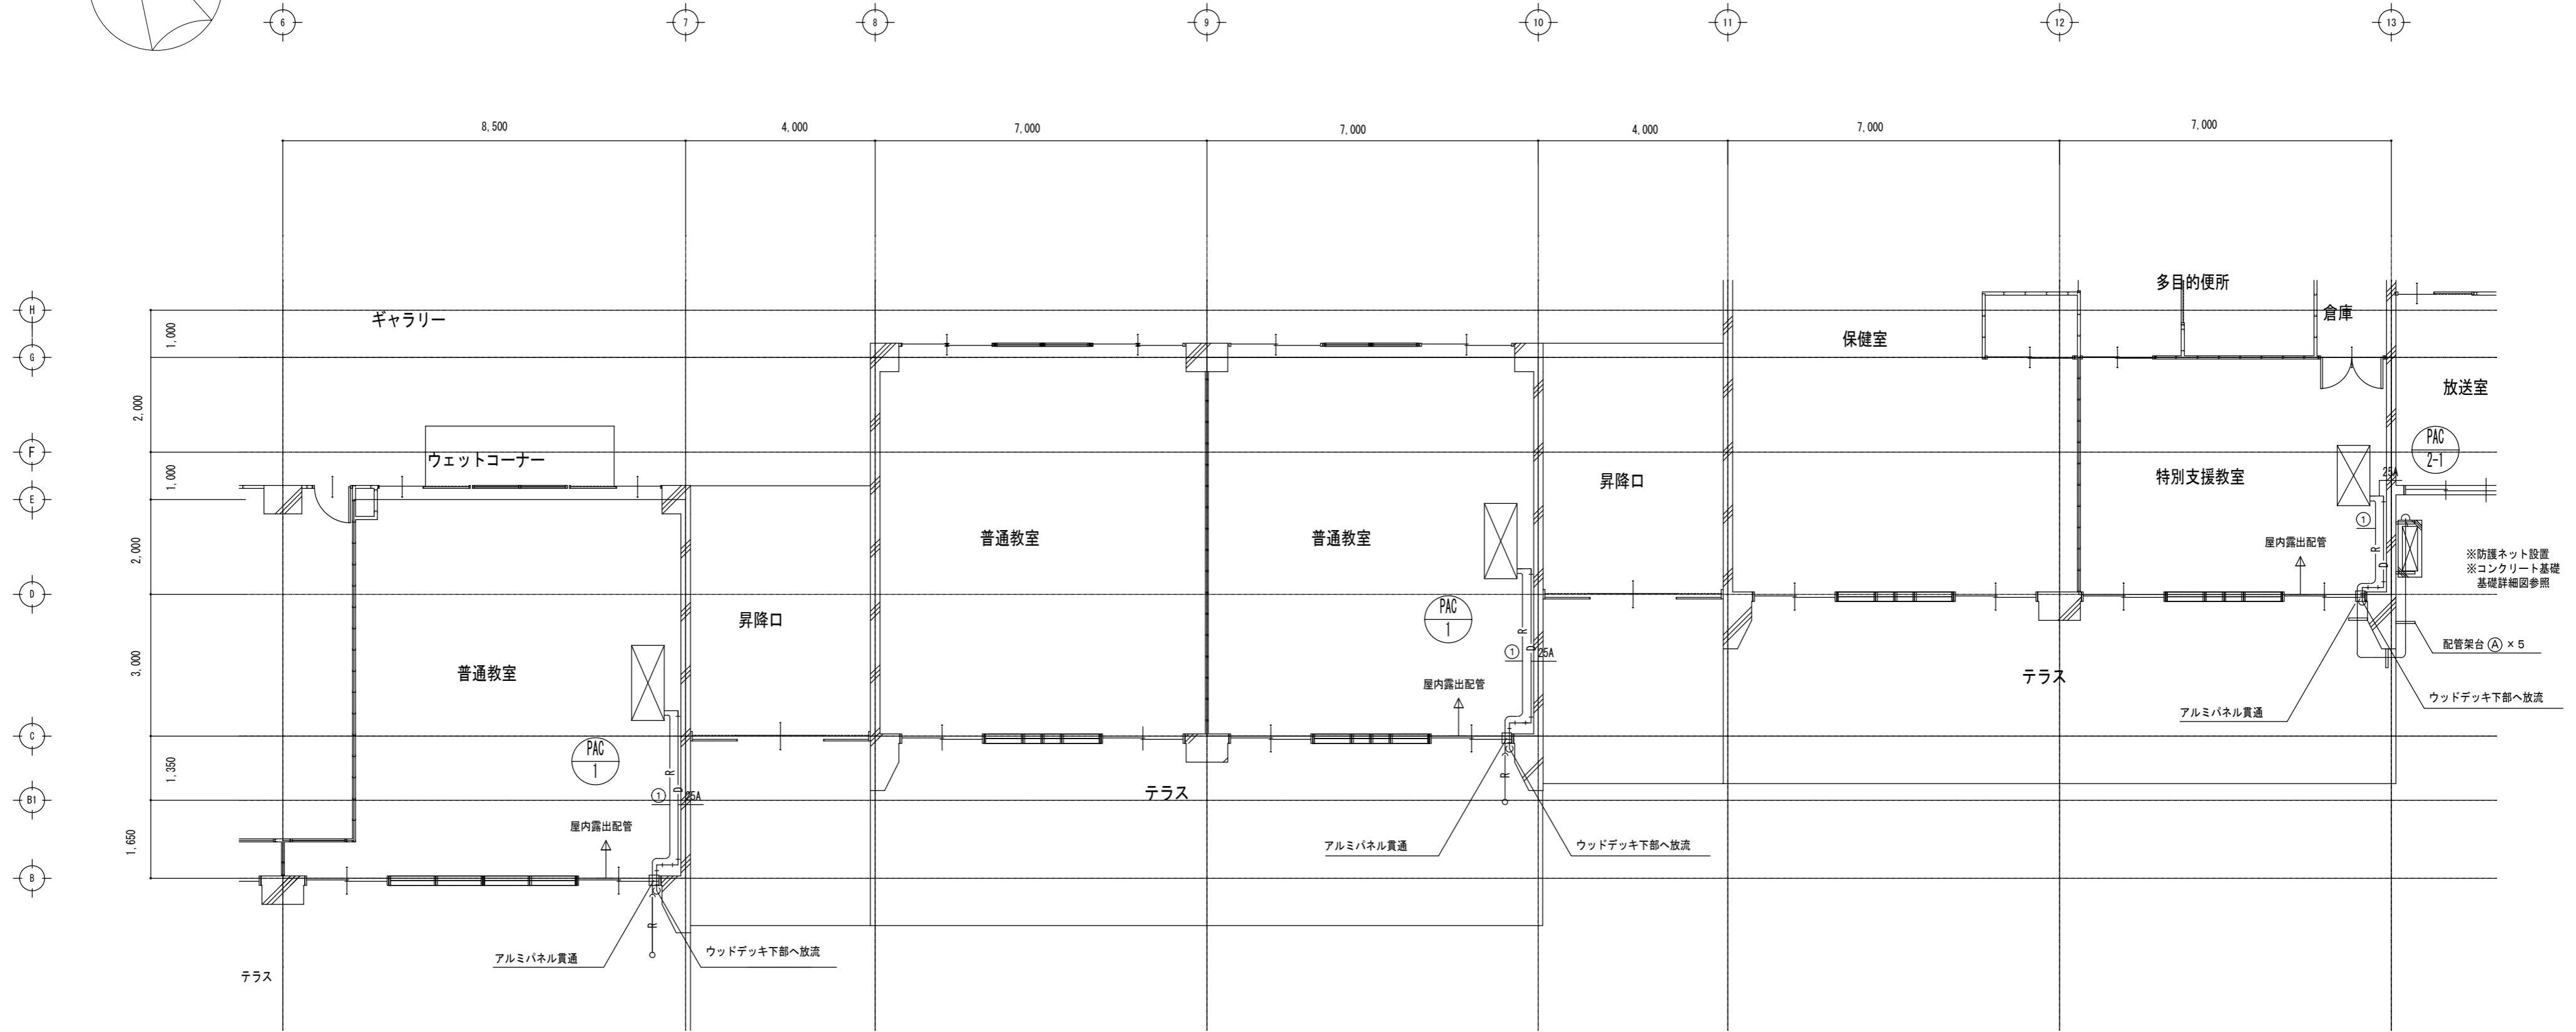 6
7
8
9
10
11
12
13
8,500
4,000
7,000
7,000
4,000
7,000
7,000
H
G
F
E
D
C
B1
B
1,000
2,000
1,000
2,000
3,000
1,350
1,650
ギャラリー
ウェットコーナー
普通教室
PAC
1
R
D
1
25A
屋内露出配管
R
アルミパネル貫通
ウッドデッキ下部へ放流
テラス
昇降口
普通教室
普通教室
PAC
1
R
D
1
25A
屋内露出配管
R
テラス
アルミパネル貫通
ウッドデッキ下部へ放流
昇降口
保健室
多目的便所
倉庫
放送室
特別支援教室
PAC
2-1
25A
1
R
D
屋内露出配管
※防護ネット設置
※コンクリート基礎
基礎詳細図参照
配管架台 A ×5
テラス
ウッドデッキ下部へ放流
アルミパネル貫通